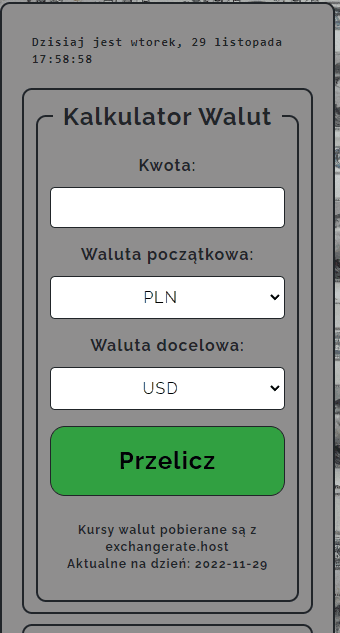 Dzisiaj jest wtorek, 29 listopada
17:58:58
Kalkulator Walut
Kwota:
Waluta początkowa:
PLN
Waluta docelowa:
USD
Przelicz
Kursy walut pobierane są z
exchangerate.host
Aktualne na dzień: 2022-11-29